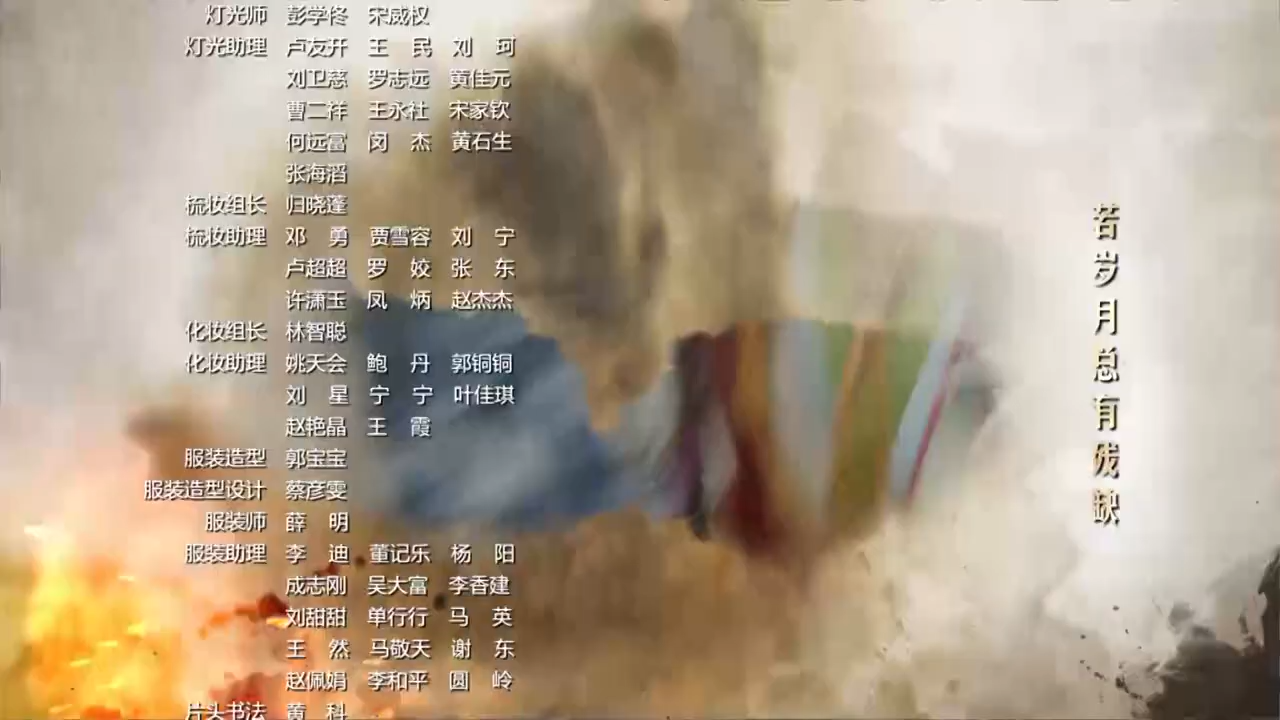 灯光师 彭学佟 宋威权
灯光助理 卢友开 王民 刘珂
刘卫慈 罗志远 黄佳元
曹二祥 王永社 宋家钦
何远富 闵杰 黄石生
张海滔
梳妆组长 归晓蓬
梳妆助理 邓勇 贾雪容 刘宁
卢超超 罗姣 张东
许潇玉 凤炳 赵杰杰
化妆组长 林智聪
化妆助理 姚天会 鲍丹 郭铜铜
刘星 宁宁 叶佳琪
赵艳晶 王霞
服装造型 郭宝宝
服装造型设计 蔡彦雯
服装师 薛明
服装助理 李迪 董记乐 杨阳
成志刚 吴大富 李香建
刘甜甜 单行行 马英
王然 马敬天 谢东
赵佩娟 李和平 圆岭
片头书法 黄科
若岁月总有残缺